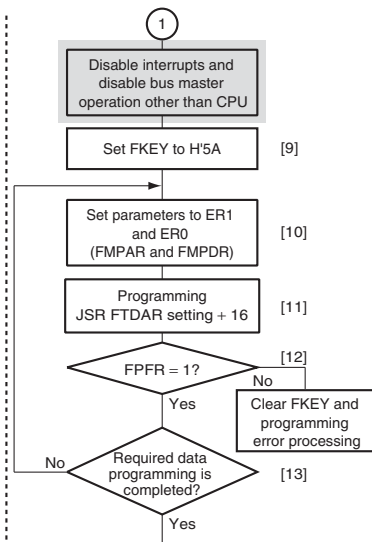 1
Disable interrupts and
disable bus master
operation other than CPU
Set FKEY to H'5A
[9]
Set parameters to ER1
and ER0
(FMPAR and FMPDR)
[10]
Programming
JSR FTDAR setting + 16
[11]
FPFR = 1?
[12]
No
Yes
Clear FKEY and
programming
error processing
No
Required data
programming is
completed?
[13]
Yes